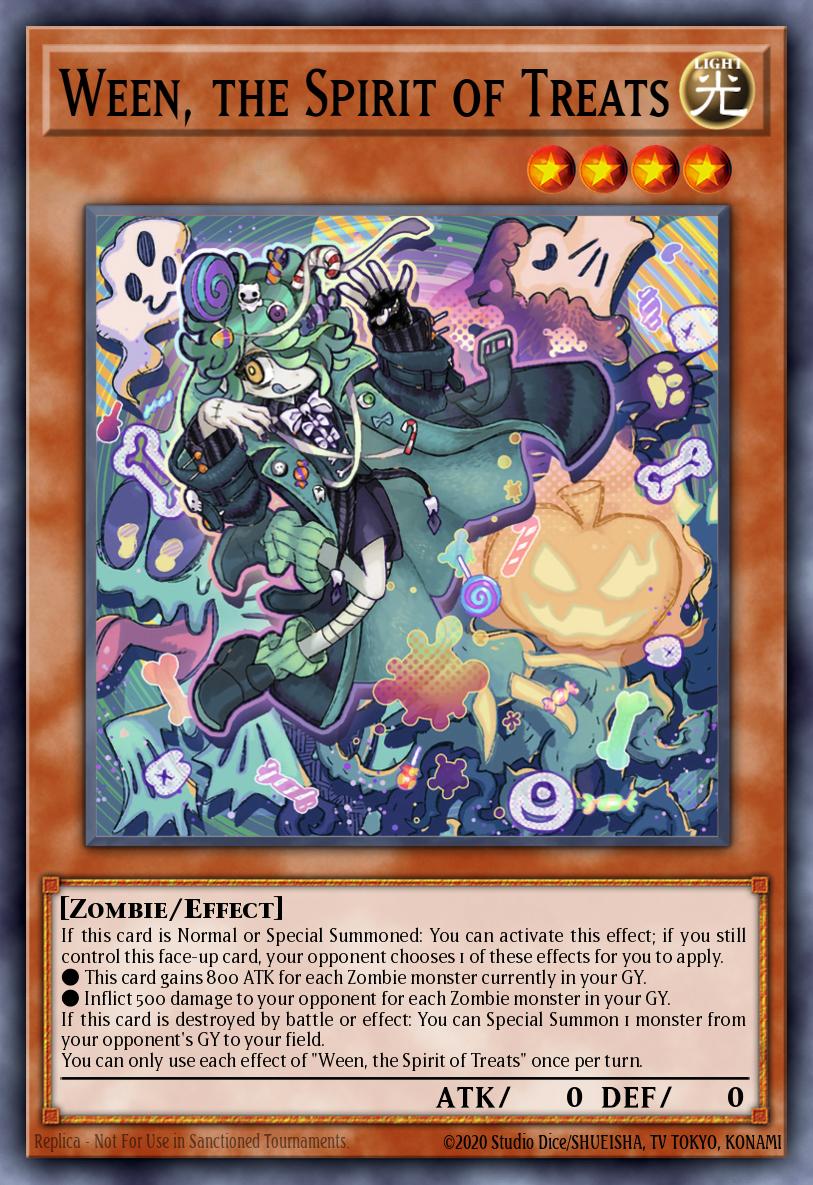 Ween, the Spirit of Treats
LIGHT
光
[Zombie/Effect]
If this card is Normal or Special Summoned: You can activate this effect; if you still
control this face-up card, your opponent chooses 1 of these effects for you to apply.
● This card gains 800 ATK for each Zombie monster currently in your GY.
● Inflict 500 damage to your opponent for each Zombie monster in your GY.
If this card is destroyed by battle or effect: You can Special Summon 1 monster from
your opponent's GY to your field.
You can only use each effect of "Ween, the Spirit of Treats" once per turn.
ATK/ 0 DEF/ 0
Replica - Not For Use in Sanctioned Tournaments.
©2020 Studio Dice/SHUEISHA, TV TOKYO, KONAMI